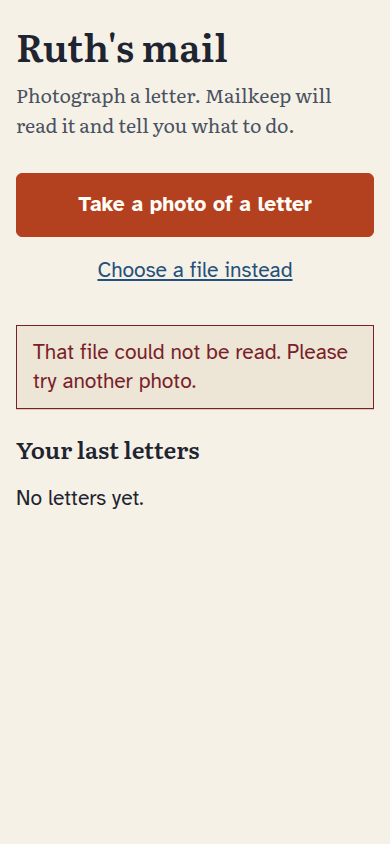 Ruth's mail
Photograph a letter. Mailkeep will
read it and tell you what to do.
Take a photo of a letter
Choose a file instead
That file could not be read. Please
try another photo.
Your last letters
No letters yet.